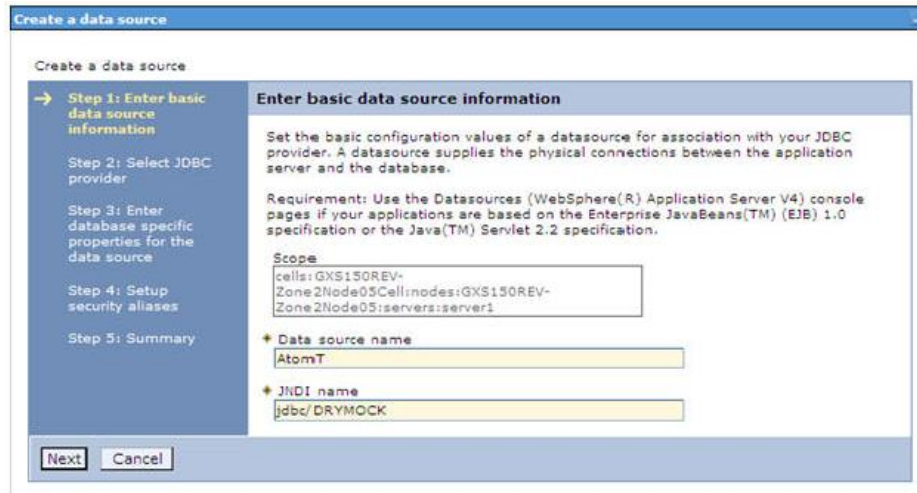 Create a data source
Create a data source
Step 1: Enter basic
data source
information
Step 2: Select JDBC
provider
Step 3: Enter
database specific
properties for the
data source
Step 4: Setup
security aliases
Step 5: Summary
Enter basic data source information
Set the basic configuration values of a datasource for association with your JDBC
provider. A datasource supplies the physical connections between the application
server and the database.
Requirement: Use the Datasources (WebSphere(R) Application Server V4) console
pages if your applications are based on the Enterprise JavaBeans(TM) (EJB) 1.0
specification or the Java(TM) Servlet 2.2 specification.
Scope
cells:GXS150REV-
Zone2Node05Cell:nodes:GXS150REV-
Zone2Node05:servers:server1
Data source name
AtomT
JNDI name
jdbc/DRYMOCK
Next
Cancel